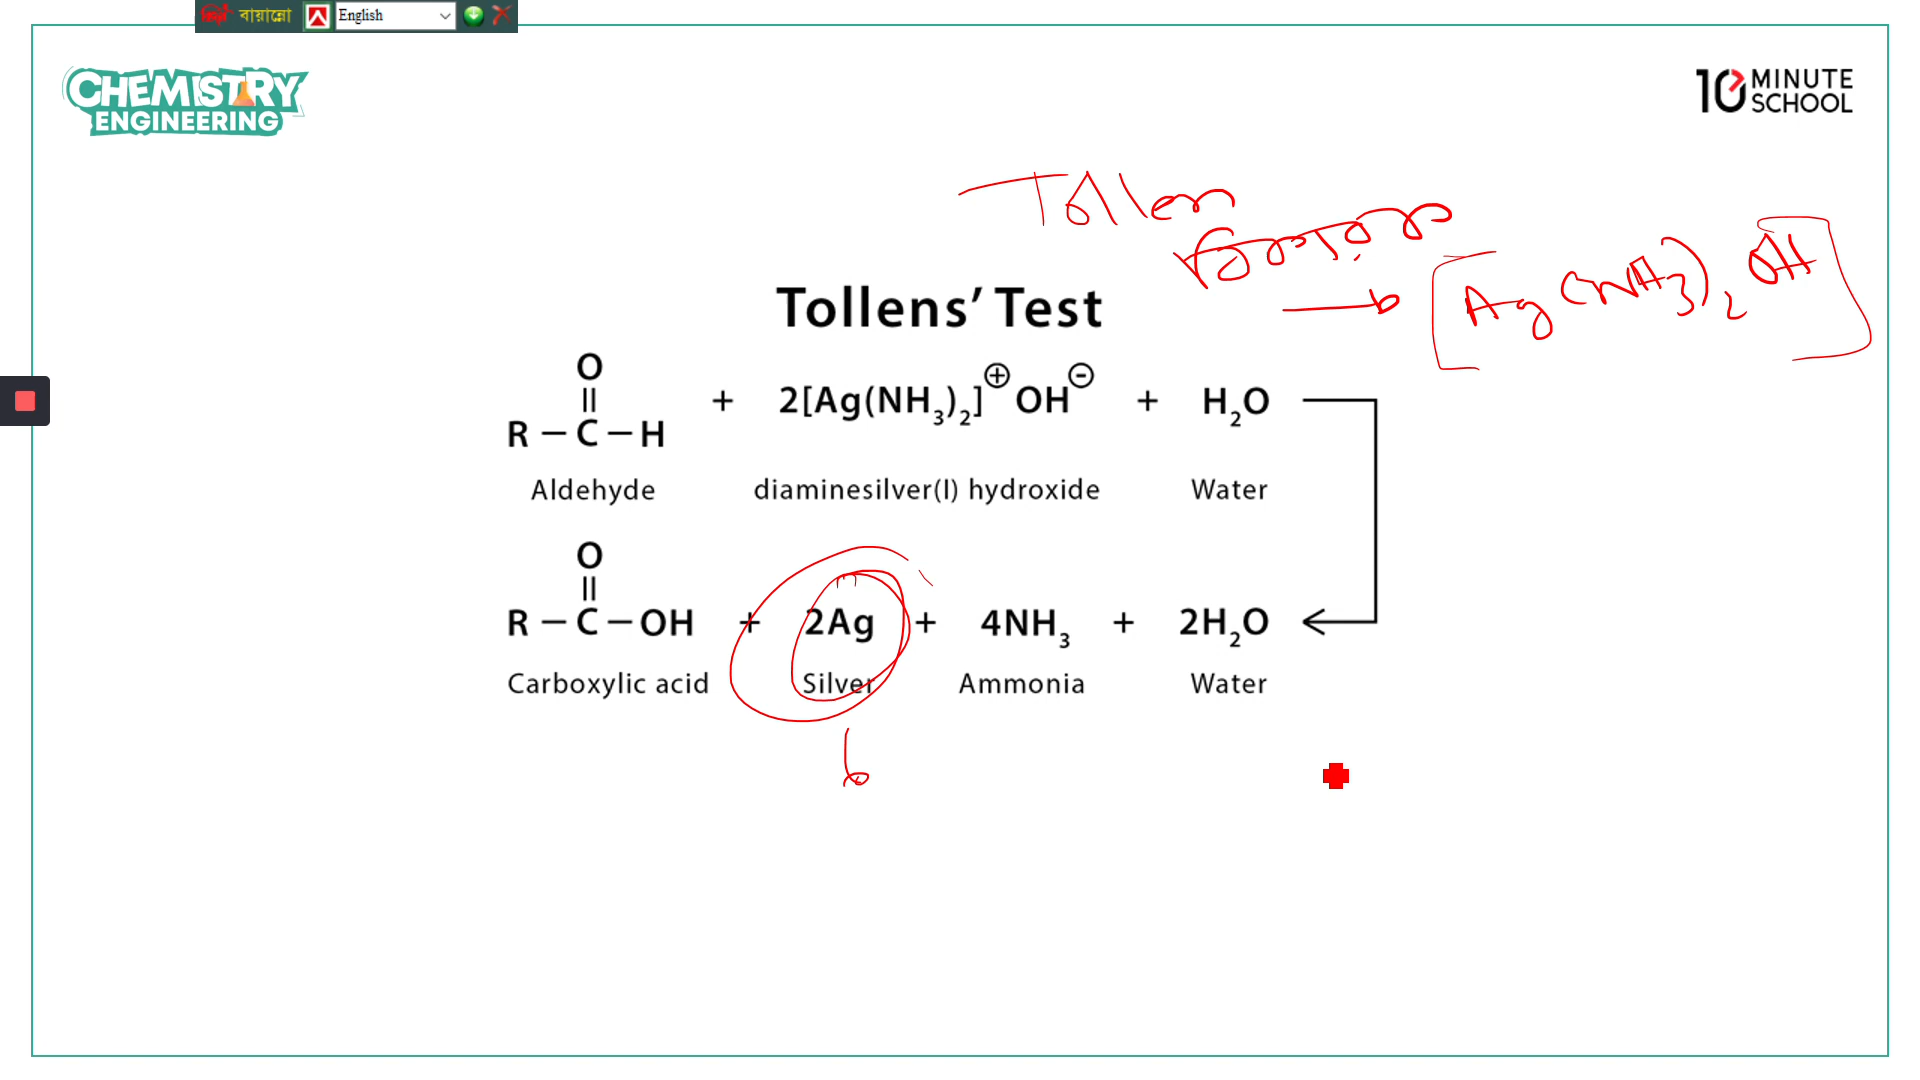 বায়ান্নো English
CHEMISTRY
ENGINEERING
10 MINUTE
SCHOOL
Tollen
বিকারক
→ [Ag(NH3)2OH]
Tollens’ Test
O
||
R – C – H + 2[Ag(NH₃)₂]⊕ OH⊖ + H₂O
Aldehyde diaminesilver(I) hydroxide Water
O
||
R – C – OH + 2Ag + 4NH₃ + 2H₂O
Carboxylic acid Silver Ammonia Water